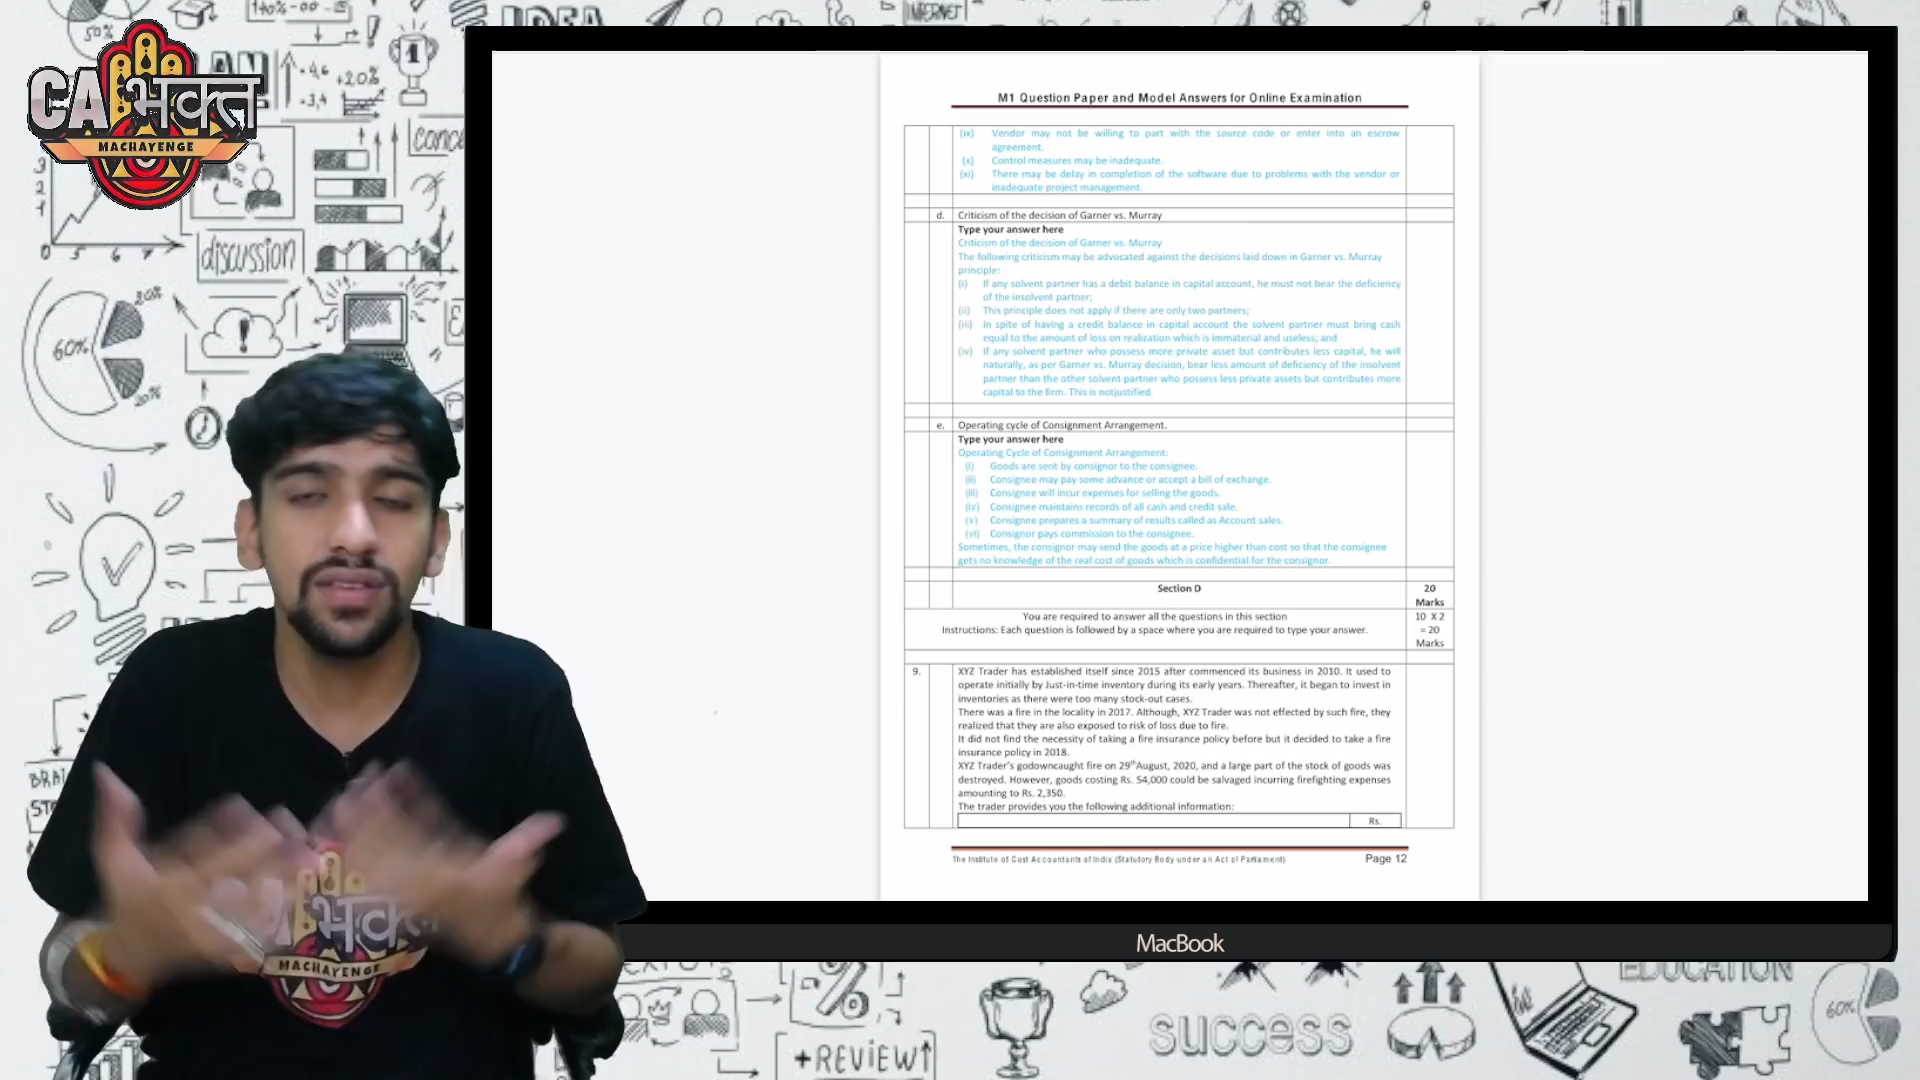 CA भक्त
MACHAYENGE
50%
IDEA
INTERNET
PLAN
+20%
discussion
60%
20%
M1 Question Paper and Model Answers for Online Examination
(ix) Vendor may not be willing to part with the source code or enter into an escrow
agreement.
(x) Control measures may be inadequate.
(xi) There may be delay in completion of the software due to problems with the vendor or
inadequate project management.
d. Criticism of the decision of Garner vs. Murray
Type your answer here
Criticism of the decision of Garner vs. Murray
The following criticism may be advocated against the decisions laid down in Garner vs. Murray
principle:
(i) If any solvent partner has a debit balance in capital account, he must not bear the deficiency
of the insolvent partner;
(ii) This principle does not apply if there are only two partners;
(iii) In spite of having a credit balance in capital account the solvent partner must bring cash
equal to the amount of loss on realization which is immaterial and useless; and
(iv) If any solvent partner who possess more private asset but contributes less capital, he will
naturally, as per Garner vs. Murray decision, bear less amount of deficiency of the insolvent
partner than the other solvent partner who possess less private assets but contributes more
capital to the firm. This is notjustified.
e. Operating cycle of Consignment Arrangement.
Type your answer here
Operating Cycle of Consignment Arrangement:
(i) Goods are sent by consignor to the consignee.
(ii) Consignee may pay some advance or accept a bill of exchange.
(iii) Consignee will incur expenses for selling the goods.
(iv) Consignee maintains records of all cash and credit sale.
(v) Consignee prepares a summary of results called as Account sales.
(vi) Consignor pays commission to the consignee.
Sometimes, the consignor may send the goods at a price higher than cost so that the consignee
gets no knowledge of the real cost of goods which is confidential for the consignor.
Section D 20
Marks
You are required to answer all the questions in this section 10 X 2
Instructions: Each question is followed by a space where you are required to type your answer. = 20
Marks
9. XYZ Trader has established itself since 2015 after commenced its business in 2010. It used to
operate initially by Just-in-time inventory during its early years. Thereafter, it began to invest in
inventories as there were too many stock-out cases.
There was a fire in the locality in 2017. Although, XYZ Trader was not effected by such fire, they
realized that they are also exposed to risk of loss due to fire.
It did not find the necessity of taking a fire insurance policy before but it decided to take a fire
insurance policy in 2018.
XYZ Trader's godowncaught fire on 29thAugust, 2020, and a large part of the stock of goods was
destroyed. However, goods costing Rs. 54,000 could be salvaged incurring firefighting expenses
amounting to Rs. 2,350.
The trader provides you the following additional information:
Rs.
The Institute of Cost Accountants of India (Statutory Body under an Act of Parliament) Page 12
MacBook
भक्त
MACHAYENGE
EDUCATION
SUCCESS
60%
+REVIEW